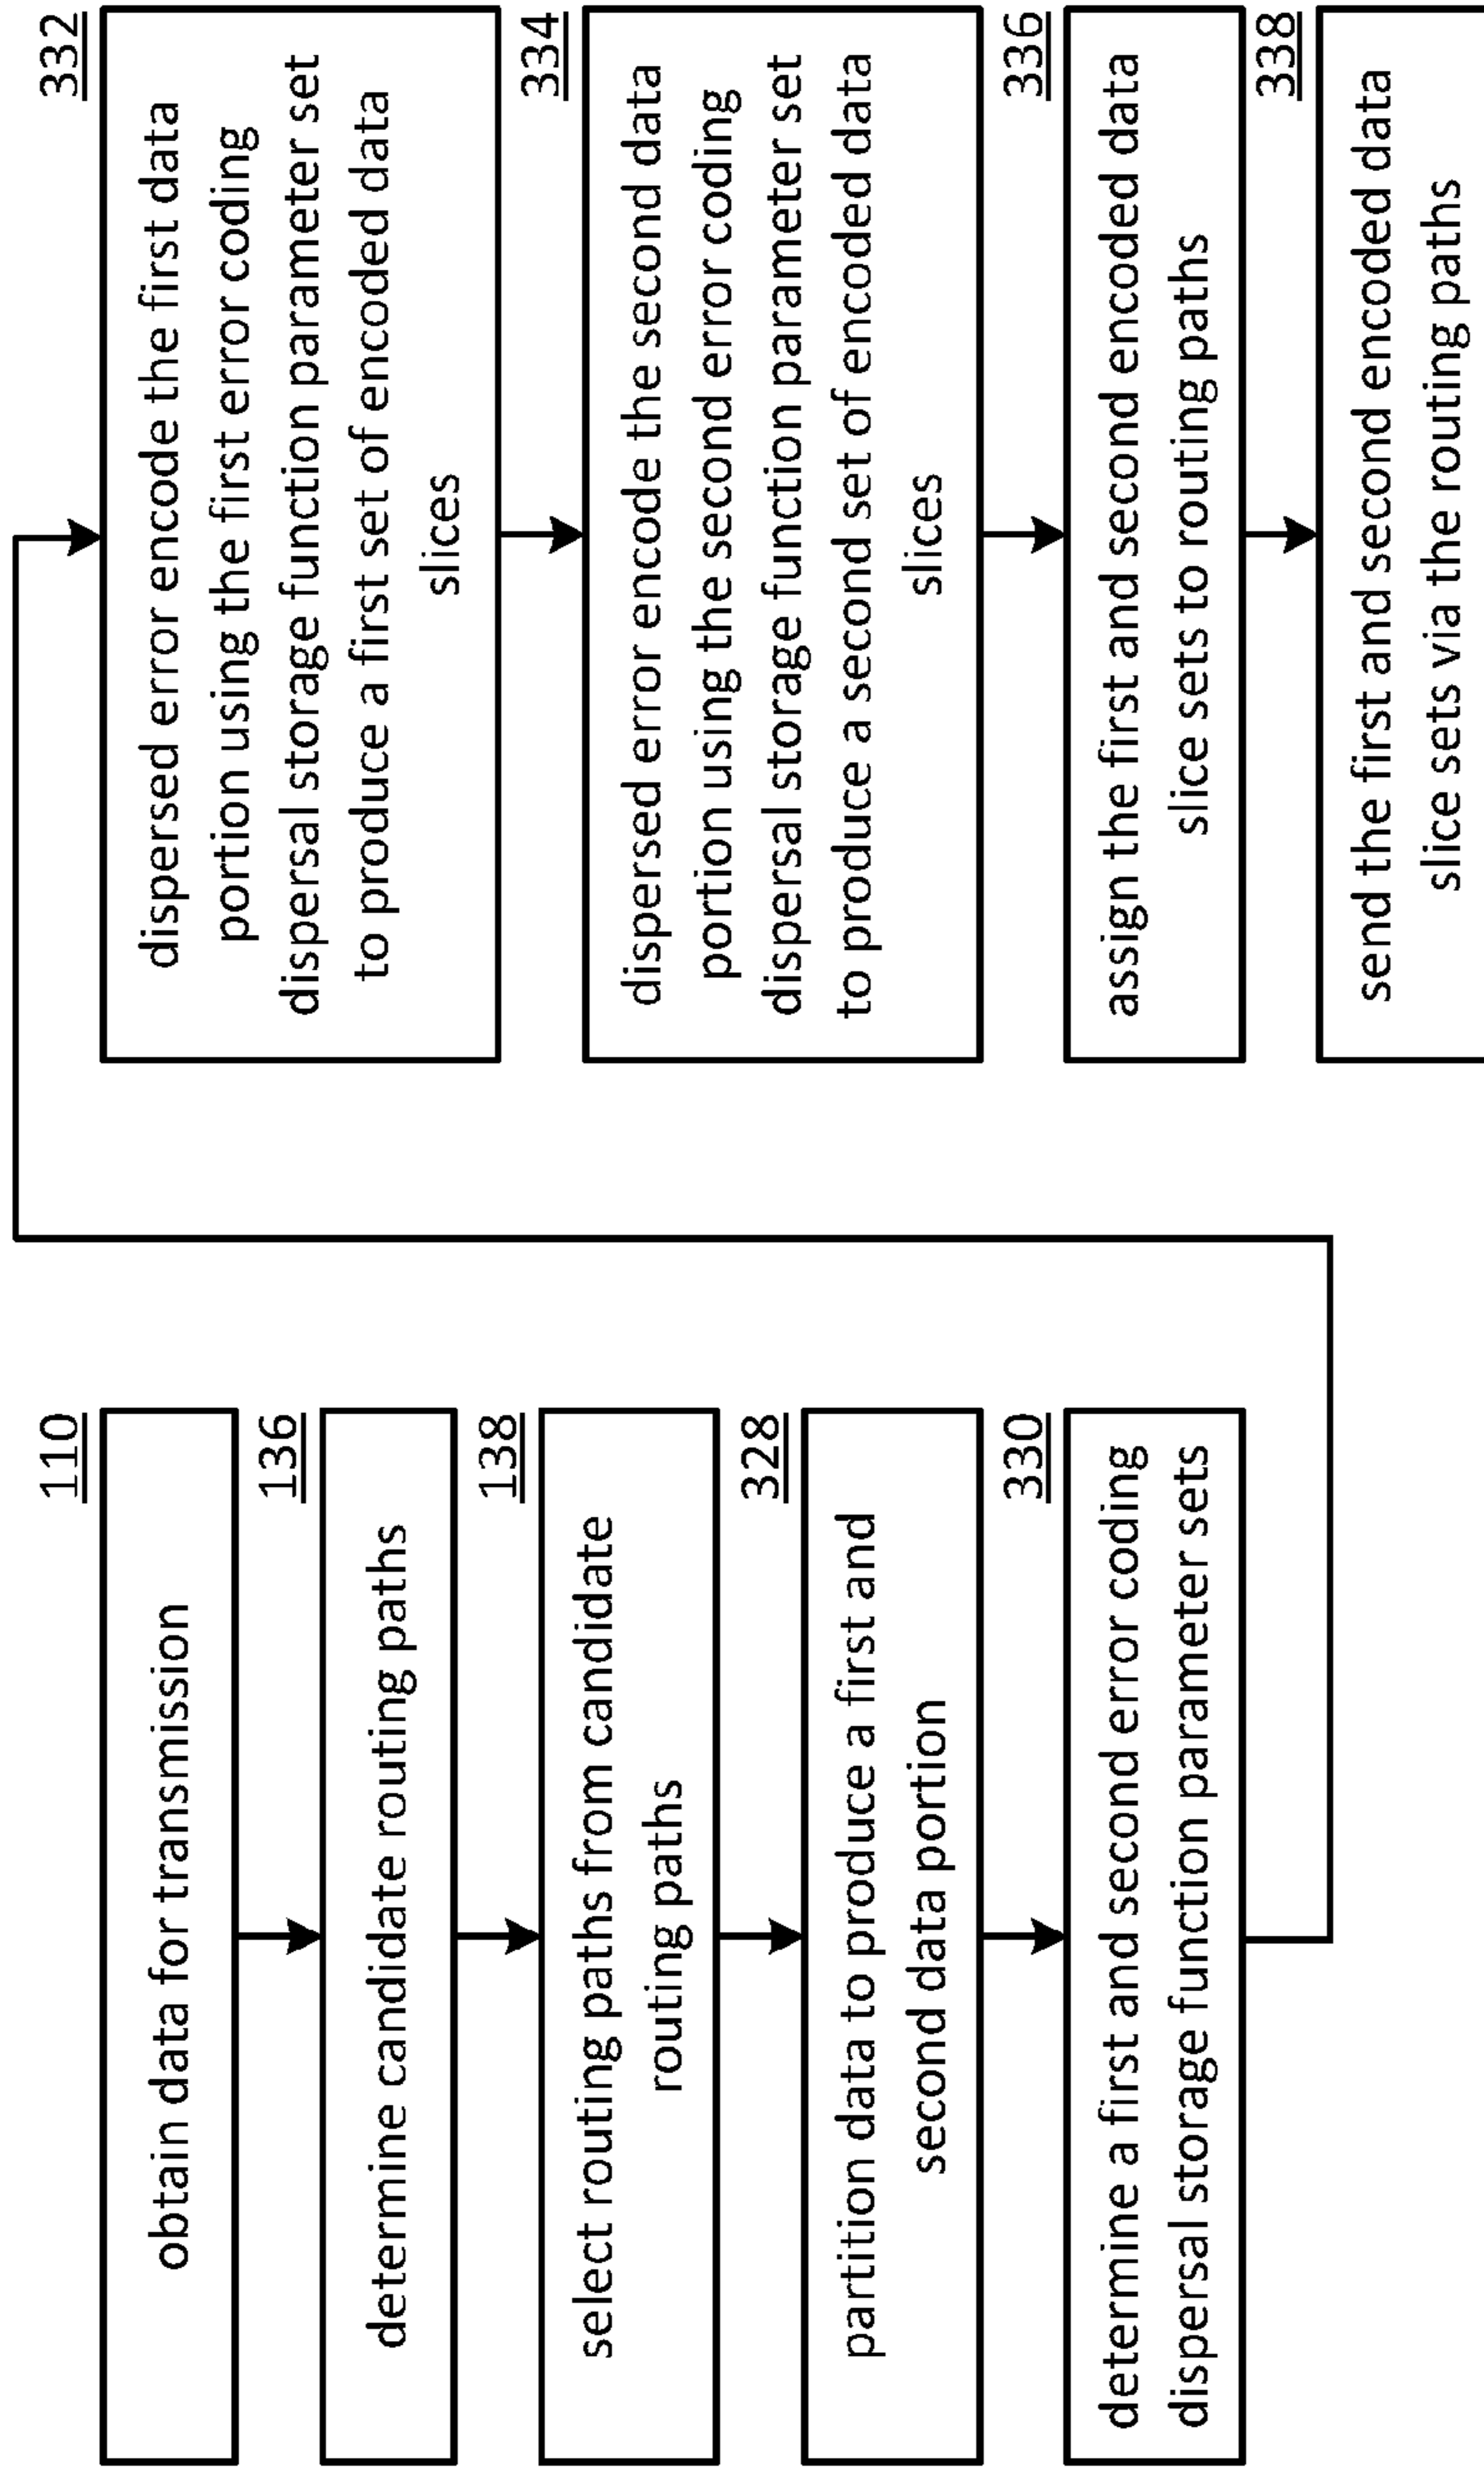 110
obtain data for transmission
136
determine candidate routing paths
138
select routing paths from candidate
routing paths
328
partition data to produce a first and
second data portion
330
determine a first and second error coding
dispersal storage function parameter sets
332
dispersed error encode the first data
portion using the first error coding
dispersal storage function parameter set
to produce a first set of encoded data
slices
334
dispersed error encode the second data
portion using the second error coding
dispersal storage function parameter set
to produce a second set of encoded data
slices
336
assign the first and second encoded data
slice sets to routing paths
338
send the first and second encoded data
slice sets via the routing paths